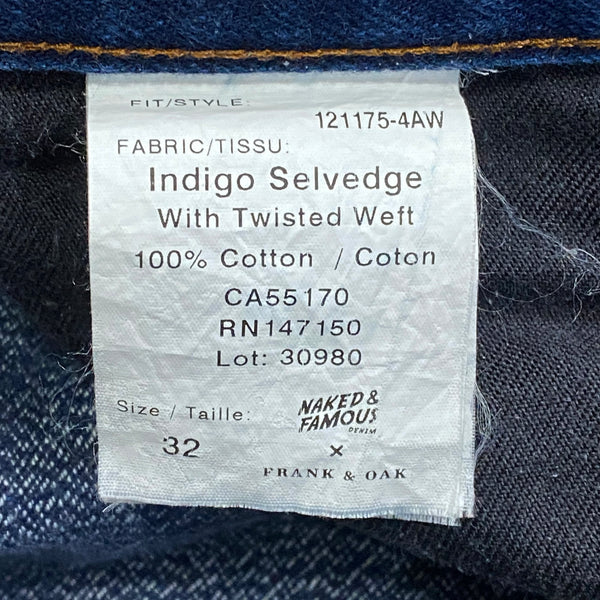 FIT/STYLE:
121175-4AW
FABRIC/TISSU:
Indigo Selvedge
With Twisted Weft
100% Cotton / Coton
CA55170
RN147150
Lot: 30980
Size / Taille:
32
NAKED &
FAMOUS
DENIM
×
FRANK & OAK